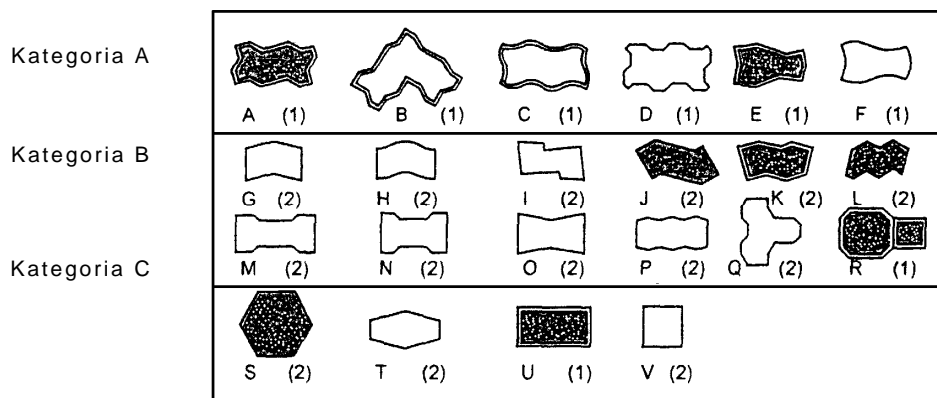 Kategoria A
A (1) B (1) C (1) D (1) E (1) F (1)
Kategoria B
G (2) H (2) I (2) J (2) K (2) L (2)
M (2) N (2) O (2) P (2) Q (2) R (1)
Kategoria C
S (2) T (2) U (1) V (2)